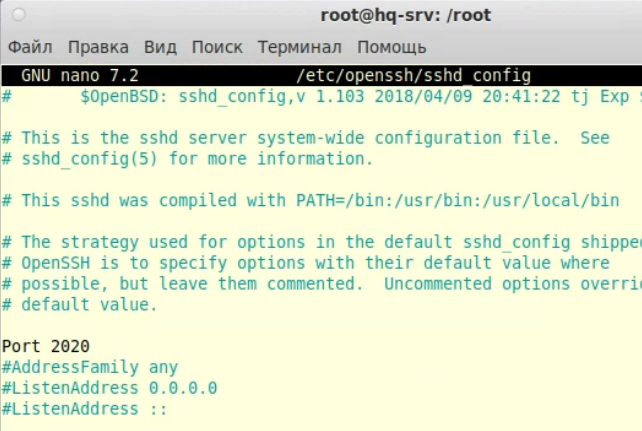 root@hq-srv: /root
Файл Правка Вид Поиск Терминал Помощь
GNU nano 7.2 /etc/openssh/sshd_config
# $OpenBSD: sshd_config,v 1.103 2018/04/09 20:41:22 tj Exp $
# This is the sshd server system-wide configuration file. See
# sshd_config(5) for more information.
# This sshd was compiled with PATH=/bin:/usr/bin:/usr/local/bin
# The strategy used for options in the default sshd_config shipped
# OpenSSH is to specify options with their default value where
# possible, but leave them commented. Uncommented options overri
# default value.
Port 2020
#AddressFamily any
#ListenAddress 0.0.0.0
#ListenAddress ::